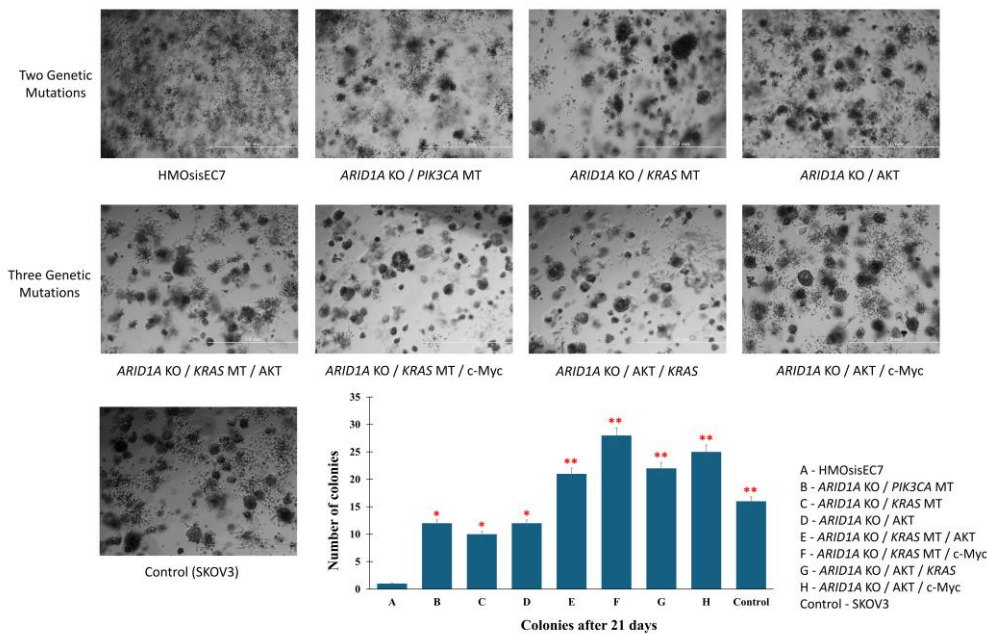 Two Genetic
Mutations
HMOsisEC7
ARID1A KO / PIK3CA MT
ARID1A KO / KRAS MT
ARID1A KO / AKT
Three Genetic
Mutations
ARID1A KO / KRAS MT / AKT
ARID1A KO / KRAS MT / c-Myc
ARID1A KO / AKT / KRAS
ARID1A KO / AKT / c-Myc
Control (SKOV3)
Number of colonies
35
30
25
20
15
10
5
0
*
*
*
**
**
**
**
**
A
B
C
D
E
F
G
H
Control
Colonies after 21 days
A - HMOsisEC7
B - ARID1A KO / PIK3CA MT
C - ARID1A KO / KRAS MT
D - ARID1A KO / AKT
E - ARID1A KO / KRAS MT / AKT
F - ARID1A KO / KRAS MT / c-Myc
G - ARID1A KO / AKT / KRAS
H - ARID1A KO / AKT / c-Myc
Control - SKOV3